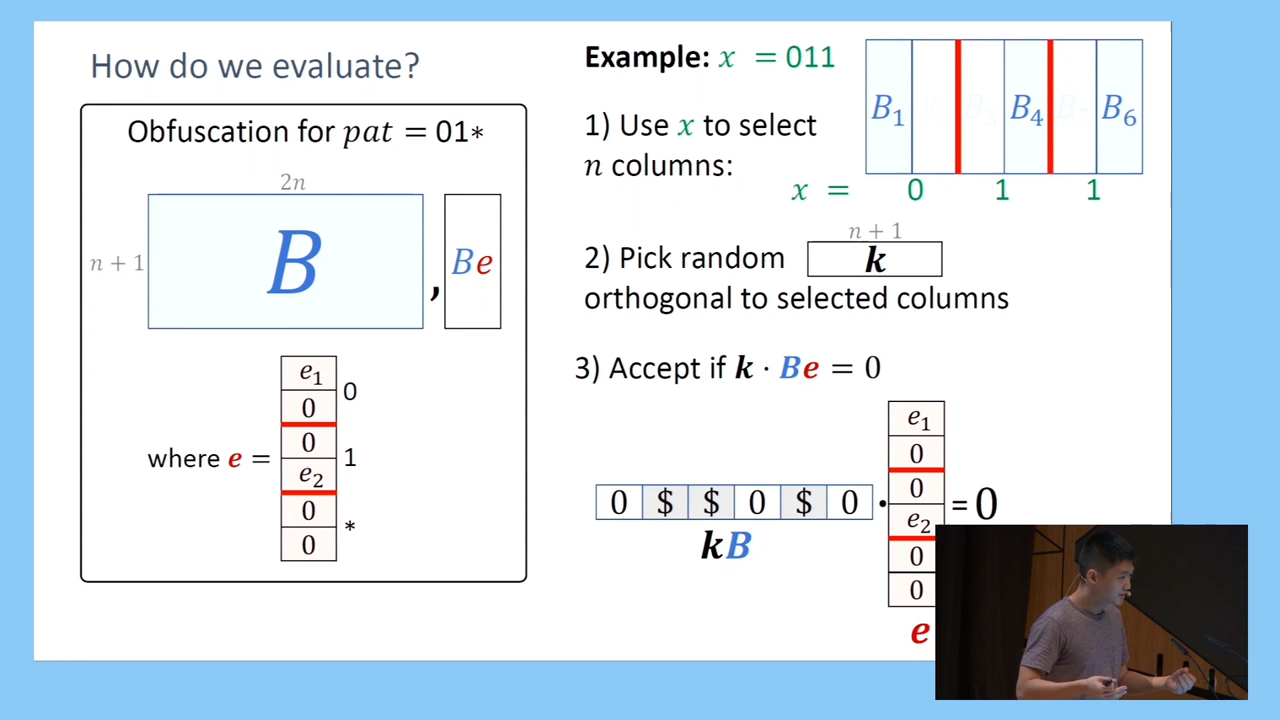 How do we evaluate?
Obfuscation for pat = 01*
2n
n + 1
B
,
Be
where e =
e₁
0
0
e₂
0
0
0
1
*
Example: x = 011
1) Use x to select
n columns:
B₁ B₄ B₆
x = 0 1 1
2) Pick random
n + 1
k
orthogonal to selected columns
3) Accept if k · Be = 0
0 $ $ 0 $ 0 ·
kB
e₁
0
0
e₂
0
0
= 0
e